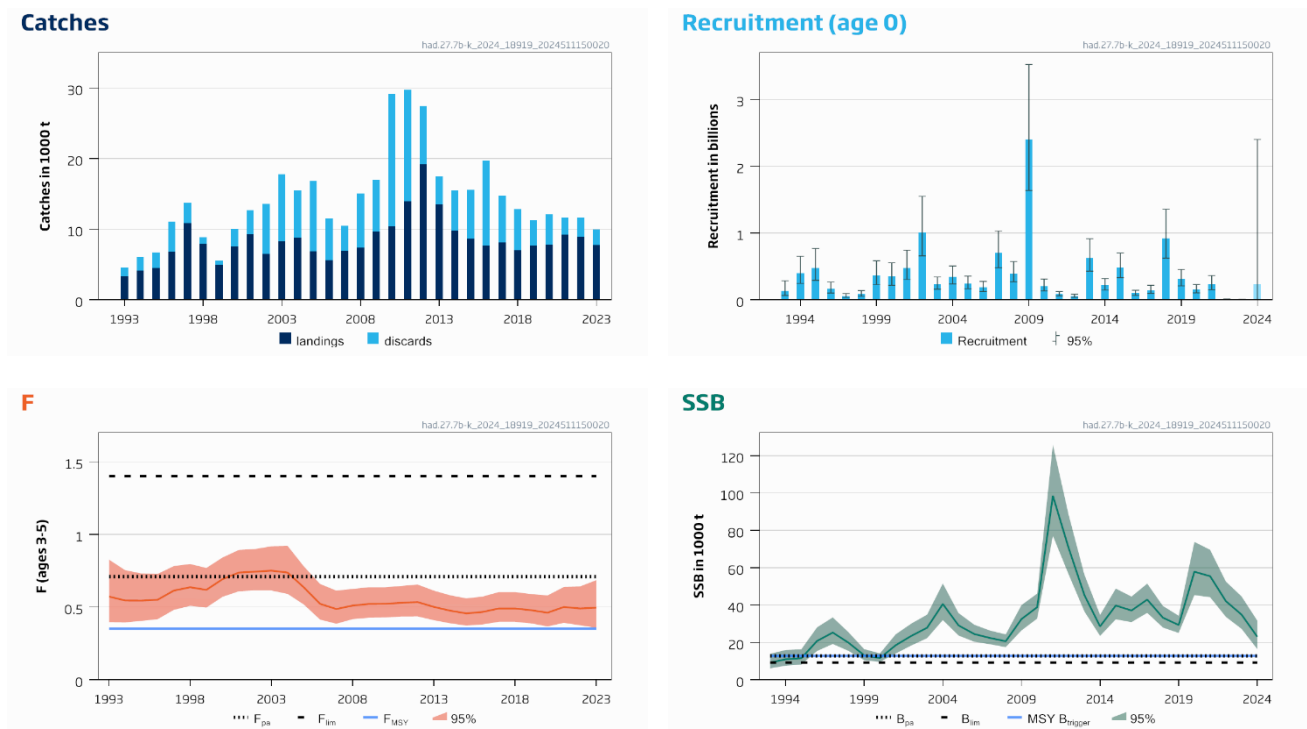 Catches
had.27.7b-k_2024_18919_2024511150020
Catches in 1000 t
30
20
10
0
1993 1998 2003 2008 2013 2018 2023
landings discards
Recruitment (age 0)
had.27.7b-k_2024_18919_2024511150020
Recruitment in billions
3
2
1
0
1994 1999 2004 2009 2014 2019 2024
Recruitment 95%
F
had.27.7b-k_2024_18919_2024511150020
F (ages 3-5)
1.5
1
0.5
0
1993 1998 2003 2008 2013 2018 2023
Fpa Flim FMSY 95%
SSB
had.27.7b-k_2024_18919_2024511150020
SSB in 1000 t
120
100
80
60
40
20
0
1994 1999 2004 2009 2014 2019 2024
Bpa Blim MSY Btrigger 95%